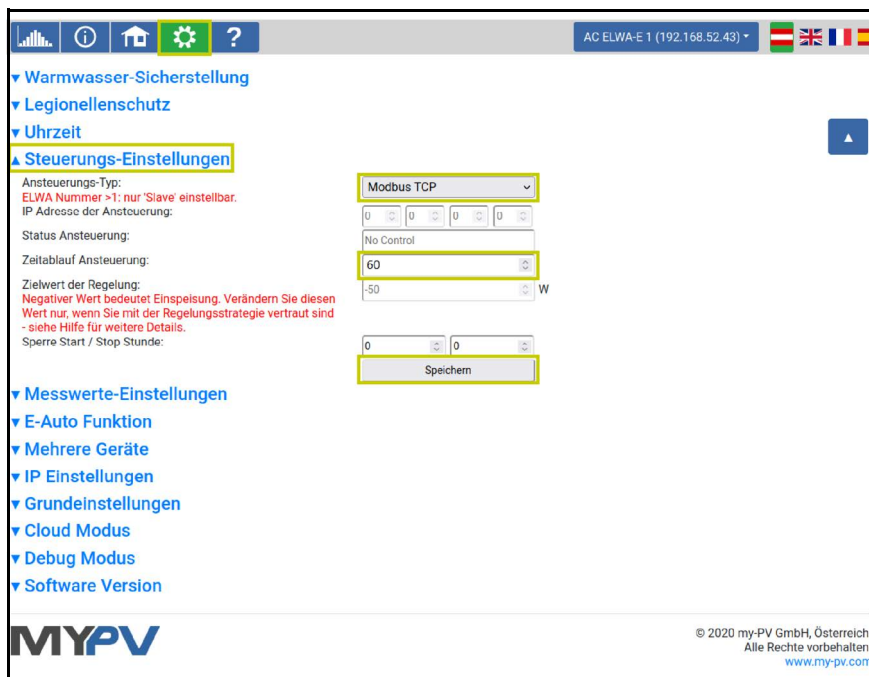 ?
AC ELWA-E 1 (192.168.52.43)
Warmwasser-Sicherstellung
Legionellenschutz
Uhrzeit
Steuerungs-Einstellungen
Ansteuerungs-Typ:
Modbus TCP
ELWA Nummer >1: nur 'Slave' einstellbar.
IP Adresse der Ansteuerung:
0 0 0 0
Status Ansteuerung:
No Control
Zeitablauf Ansteuerung:
60
Zielwert der Regelung:
-50 W
Negativer Wert bedeutet Einspeisung. Verändern Sie diesen
Wert nur, wenn Sie mit der Regelungsstrategie vertraut sind
- siehe Hilfe für weitere Details.
Sperre Start / Stop Stunde:
0 0
Speichern
Messwerte-Einstellungen
E-Auto Funktion
Mehrere Geräte
IP Einstellungen
Grundeinstellungen
Cloud Modus
Debug Modus
Software Version
MYPV
© 2020 my-PV GmbH, Österreich
Alle Rechte vorbehalten
www.my-pv.com